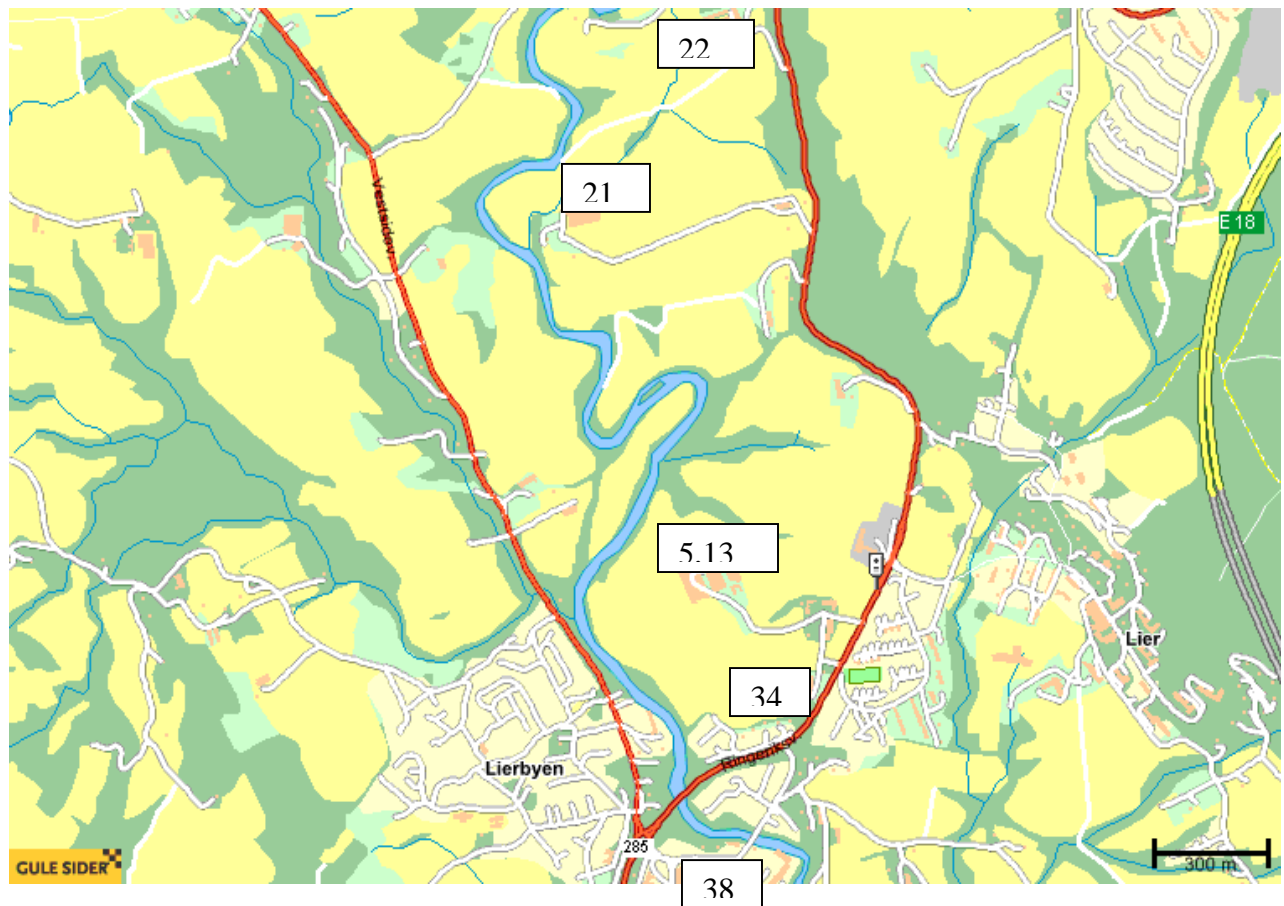 22
21
Vestsidev.
E 18
5.13
Lier
34
Ringeriksv.
Lierbyen
285
GULE SIDER
300 m
38